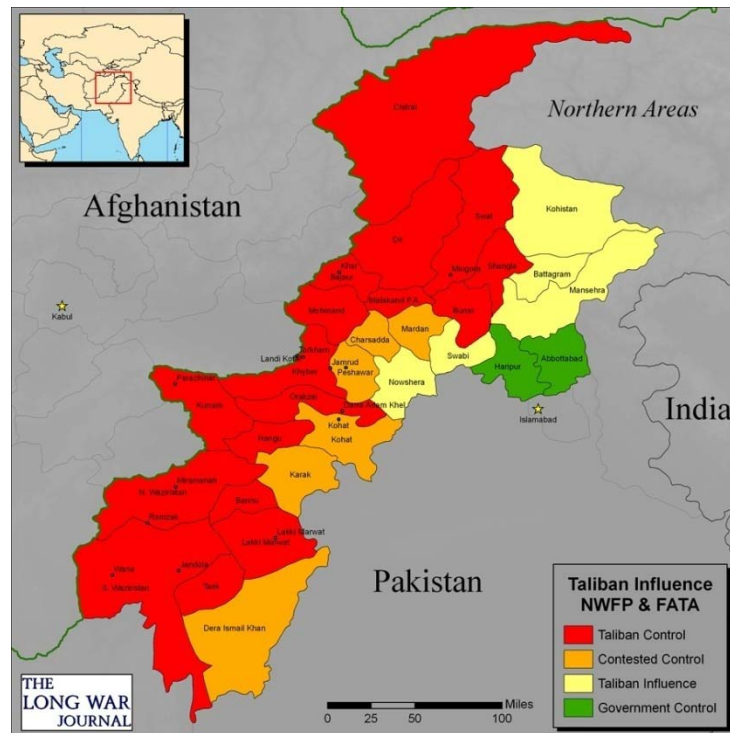 Northern Areas
Chitral
Afghanistan
Kohistan
Swat
Dir
Khar
Bajaur
Mingora
Shangla
Battagram
Mansehra
Kabul
Mohmand
Malakand P.A.
Buner
Mardan
Charsadda
Swabi
Torkham
Landi Kotal
Jamrud
Peshawar
Khyber
Nowshera
Haripur
Abbottabad
Parachinar
Islamabad
India
Orakzai
Dara Adam Khel
Kurram
Kohat
Hangu
Kohat
Karak
Miramshah
N. Waziristan
Bannu
Razmak
Lakki Marwat
Lakki Marwat
Wana
Jandola
S. Waziristan
Tank
Pakistan
Dera Ismail Khan
Taliban Influence
NWFP & FATA
Taliban Control
Contested Control
Taliban Influence
Government Control
Miles
0 25 50 100
THE
LONG WAR
JOURNAL